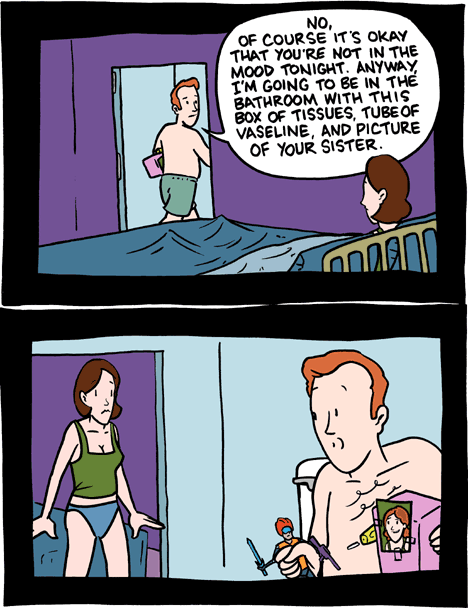 NO,
OF COURSE IT'S OKAY
THAT YOU'RE NOT IN THE
MOOD TONIGHT. ANYWAY,
I'M GOING TO BE IN THE
BATHROOM WITH THIS
BOX OF TISSUES, TUBE OF
VASELINE, AND PICTURE
OF YOUR SISTER.